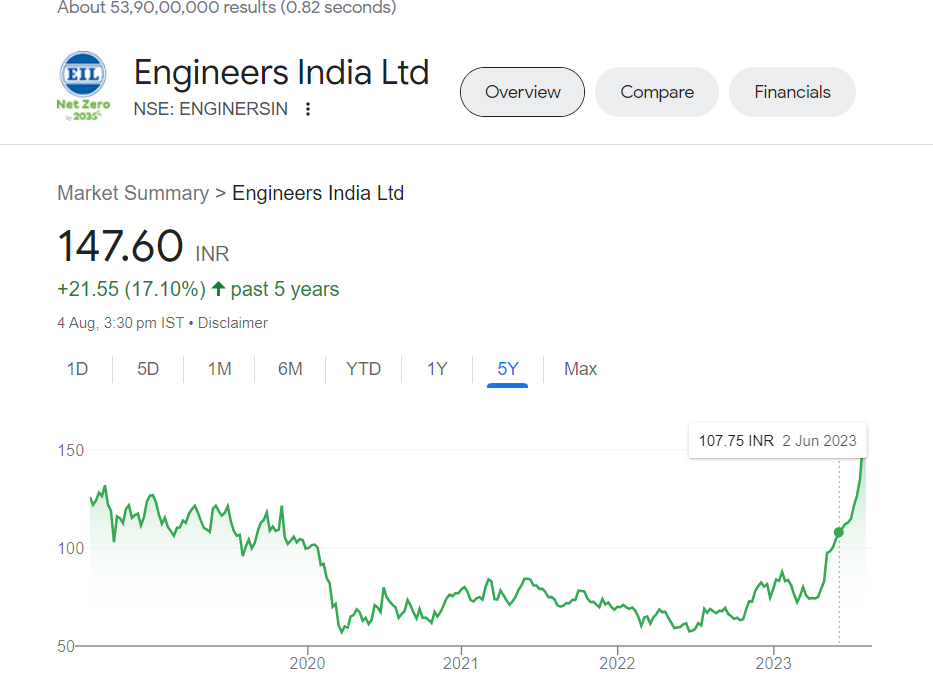 About 53,90,00,000 results (0.82 seconds)
EIL
Net Zero
by 2035
Engineers India Ltd
NSE: ENGINERSIN
Overview
Compare
Financials
Market Summary > Engineers India Ltd
147.60 INR
+21.55 (17.10%) ↑ past 5 years
4 Aug, 3:30 pm IST • Disclaimer
1D 5D 1M 6M YTD 1Y 5Y Max
107.75 INR 2 Jun 2023
150
100
50
2020 2021 2022 2023